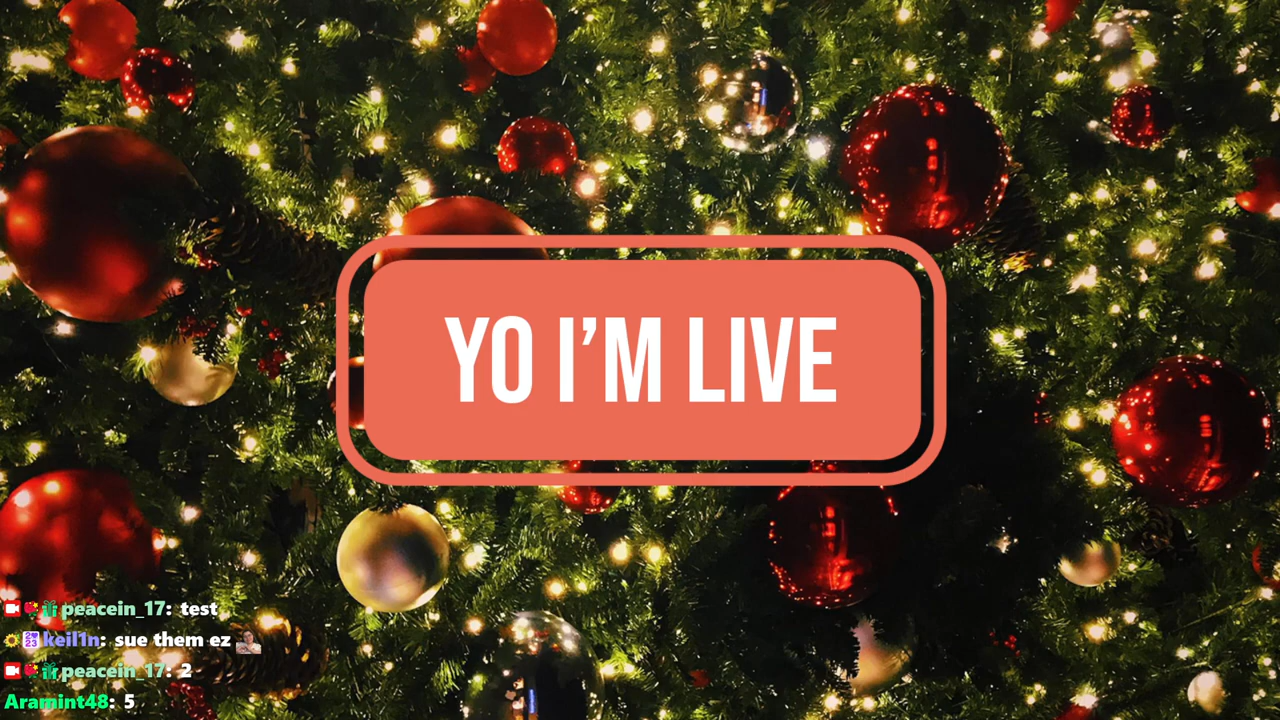 YO I’M LIVE
peacein_17: test
keil1n: sue them ez
peacein_17: 2
Aramint48: 5